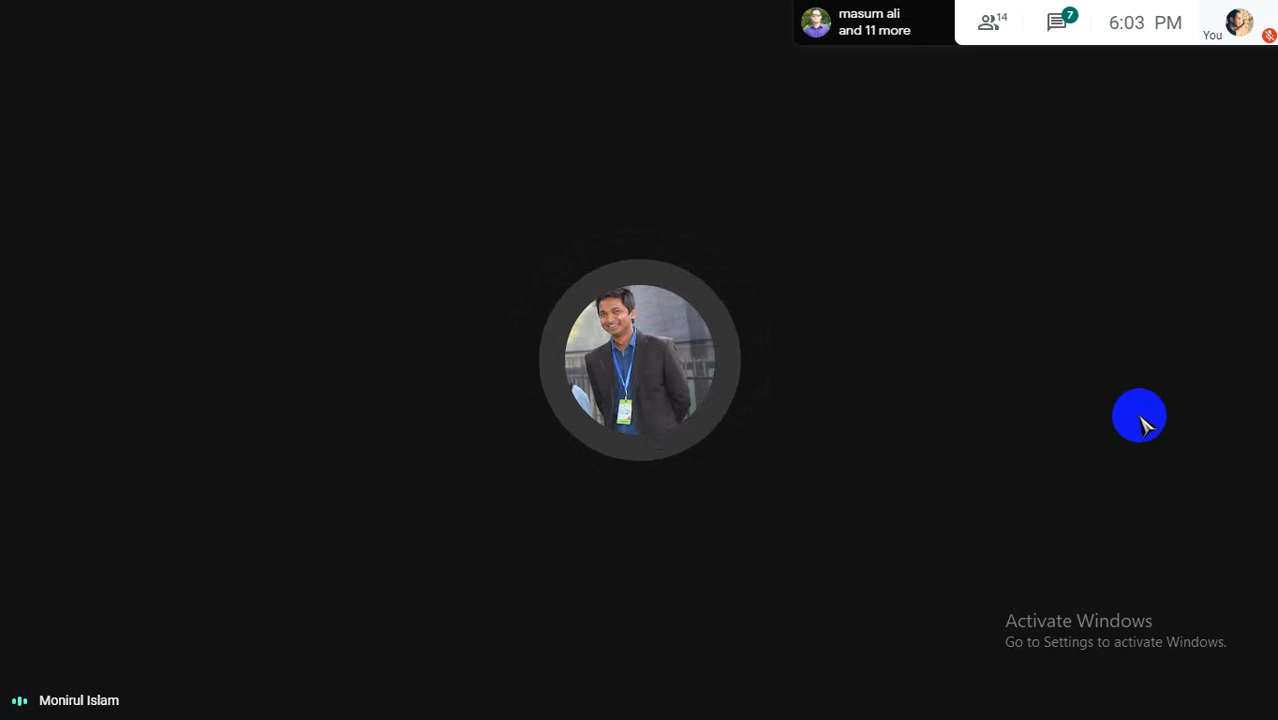 masum ali
and 11 more
14
7
6:03 PM
You
Activate Windows
Go to Settings to activate Windows.
Monirul Islam